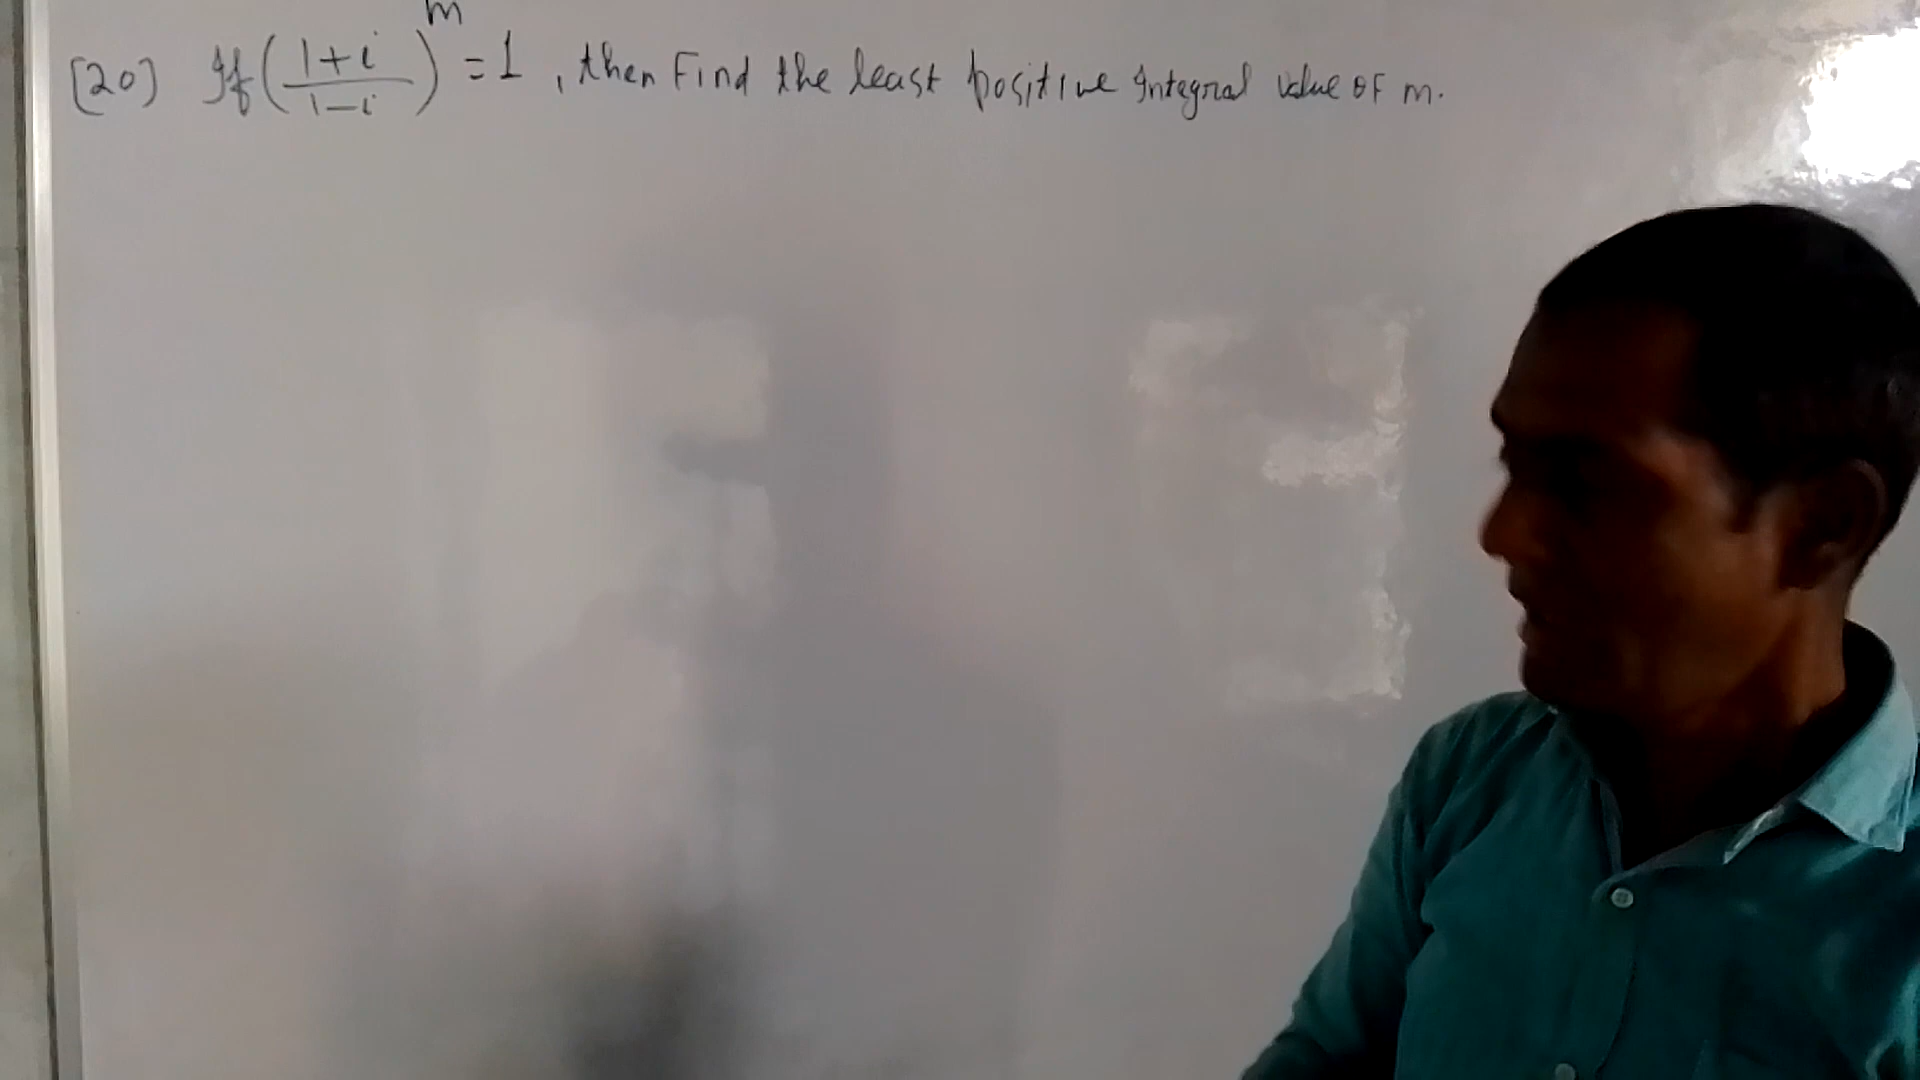 [20] If (1+i/1-i)^m = 1, then Find the least positive Integral value of m.